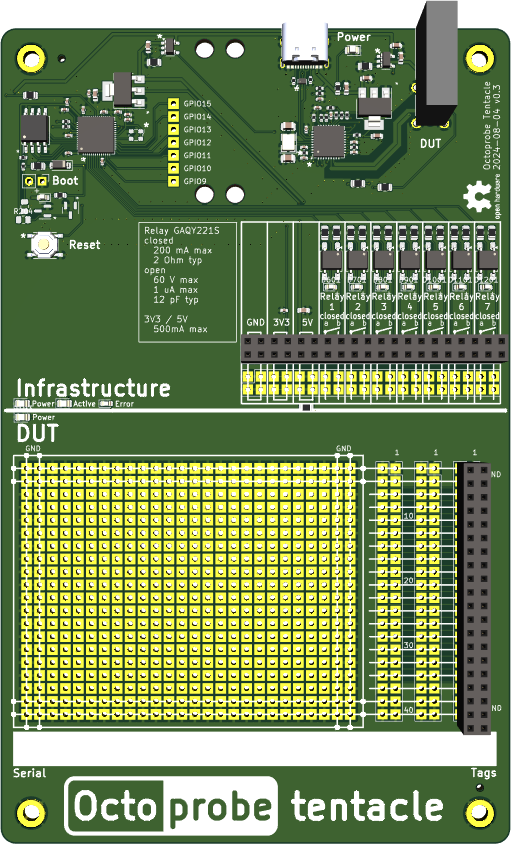 Power
GPIO15
GPIO14
GPIO13
GPIO12
GPIO11
GPIO10
GPIO9
DUT
Octoprobe Tentacle
2024-08-04 v0.3
open hardware
Boot
Reset
Relay GAQY221S
closed
200 mA max
2 Ohm typ
open
60 V max
1 uA max
12 pF typ
3V3 / 5V
500mA max
GND 3V3 5V
Relay Relay Relay Relay Relay Relay Relay
1 2 3 4 5 6 7
closed closed closed closed closed closed closed
a b a b a b a b a b a b a b
Infrastructure
Power Active Error
Power
DUT
GND GND
1 1 1
ND
10
20
30
40
ND
Serial Tags
Octo probe tentacle